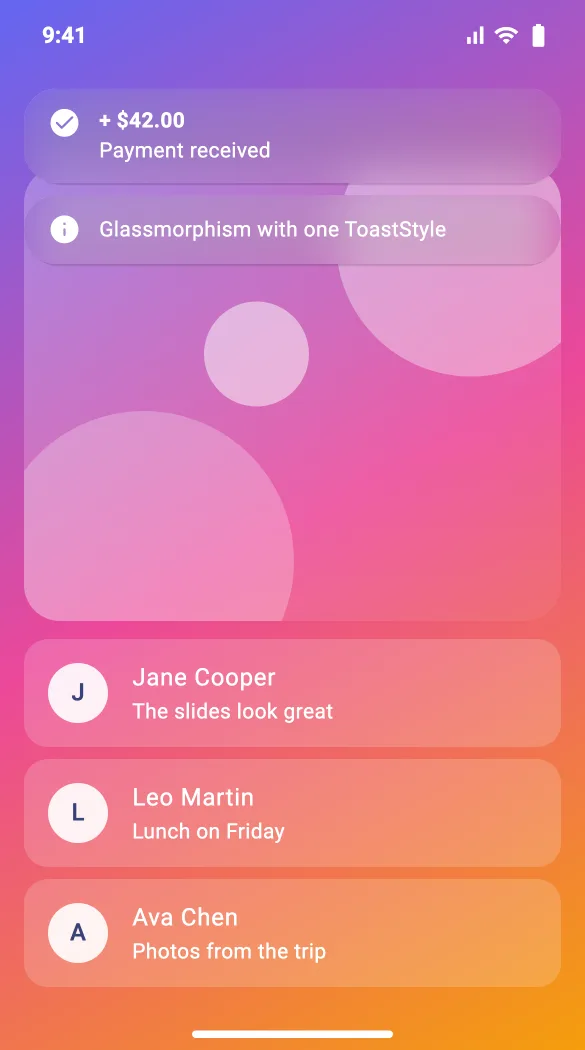 9:41
+ $42.00
Payment received
Glassmorphism with one ToastStyle
J
Jane Cooper
The slides look great
L
Leo Martin
Lunch on Friday
A
Ava Chen
Photos from the trip